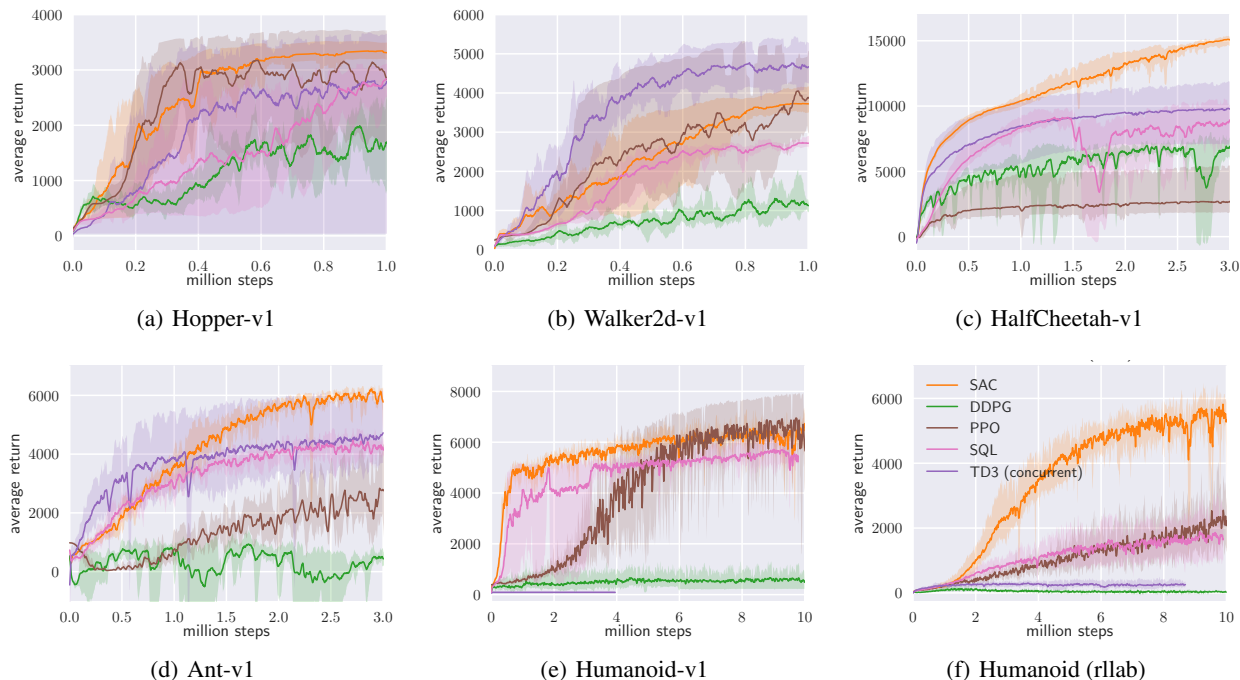 4000
3000
2000
1000
0
average return
0.0 0.2 0.4 0.6 0.8 1.0
million steps
(a) Hopper-v1
6000
5000
4000
3000
2000
1000
0
average return
0.0 0.2 0.4 0.6 0.8 1.0
million steps
(b) Walker2d-v1
15000
10000
5000
0
average return
0.0 0.5 1.0 1.5 2.0 2.5 3.0
million steps
(c) HalfCheetah-v1
6000
4000
2000
0
average return
0.0 0.5 1.0 1.5 2.0 2.5 3.0
million steps
(d) Ant-v1
8000
6000
4000
2000
0
average return
0 2 4 6 8 10
million steps
(e) Humanoid-v1
6000
4000
2000
0
average return
SAC
DDPG
PPO
SQL
TD3 (concurrent)
0 2 4 6 8 10
million steps
(f) Humanoid (rllab)